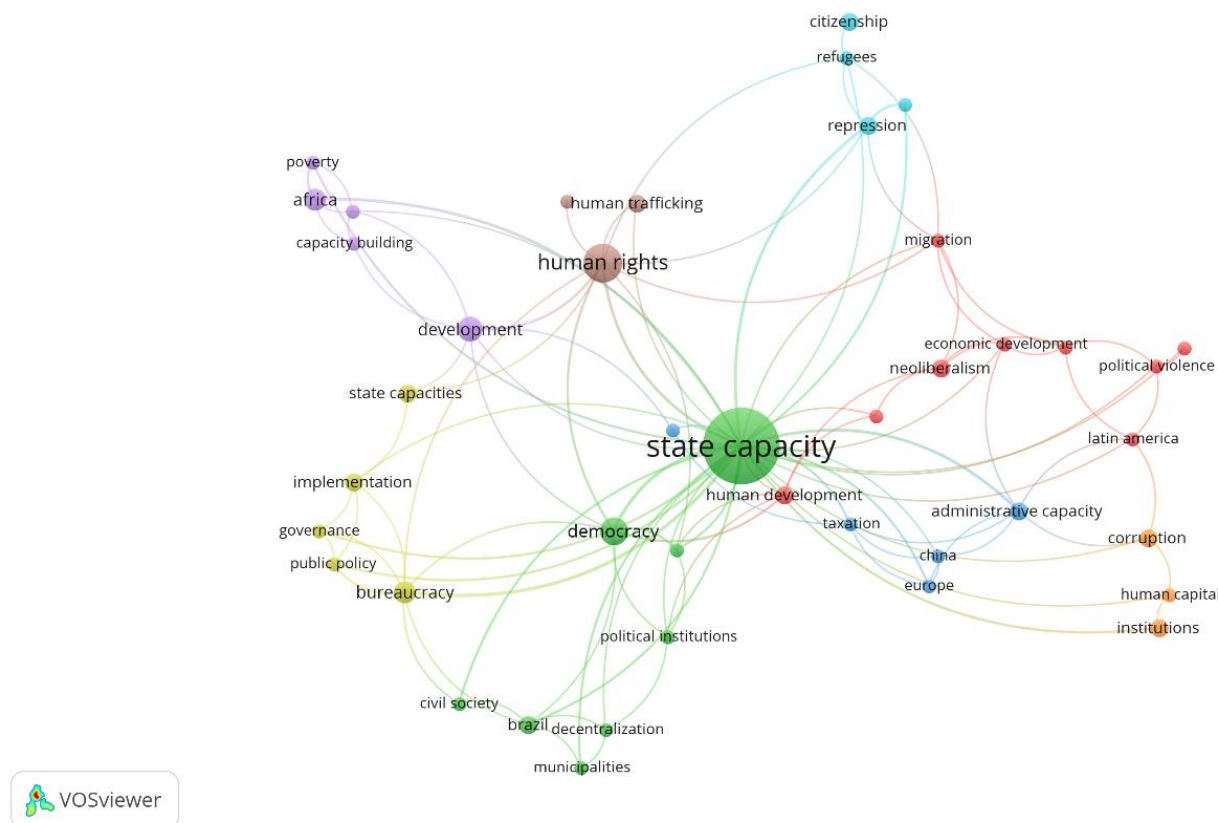 citizenship
refugees
repression
poverty
africa
human trafficking
capacity building
migration
human rights
development
economic development
neoliberalism
political violence
state capacities
latin america
state capacity
implementation
human development
administrative capacity
governance
democracy
taxation
corruption
public policy
china
bureaucracy
europe
human capital
political institutions
institutions
civil society
brazil
decentralization
municipalities
VOSviewer